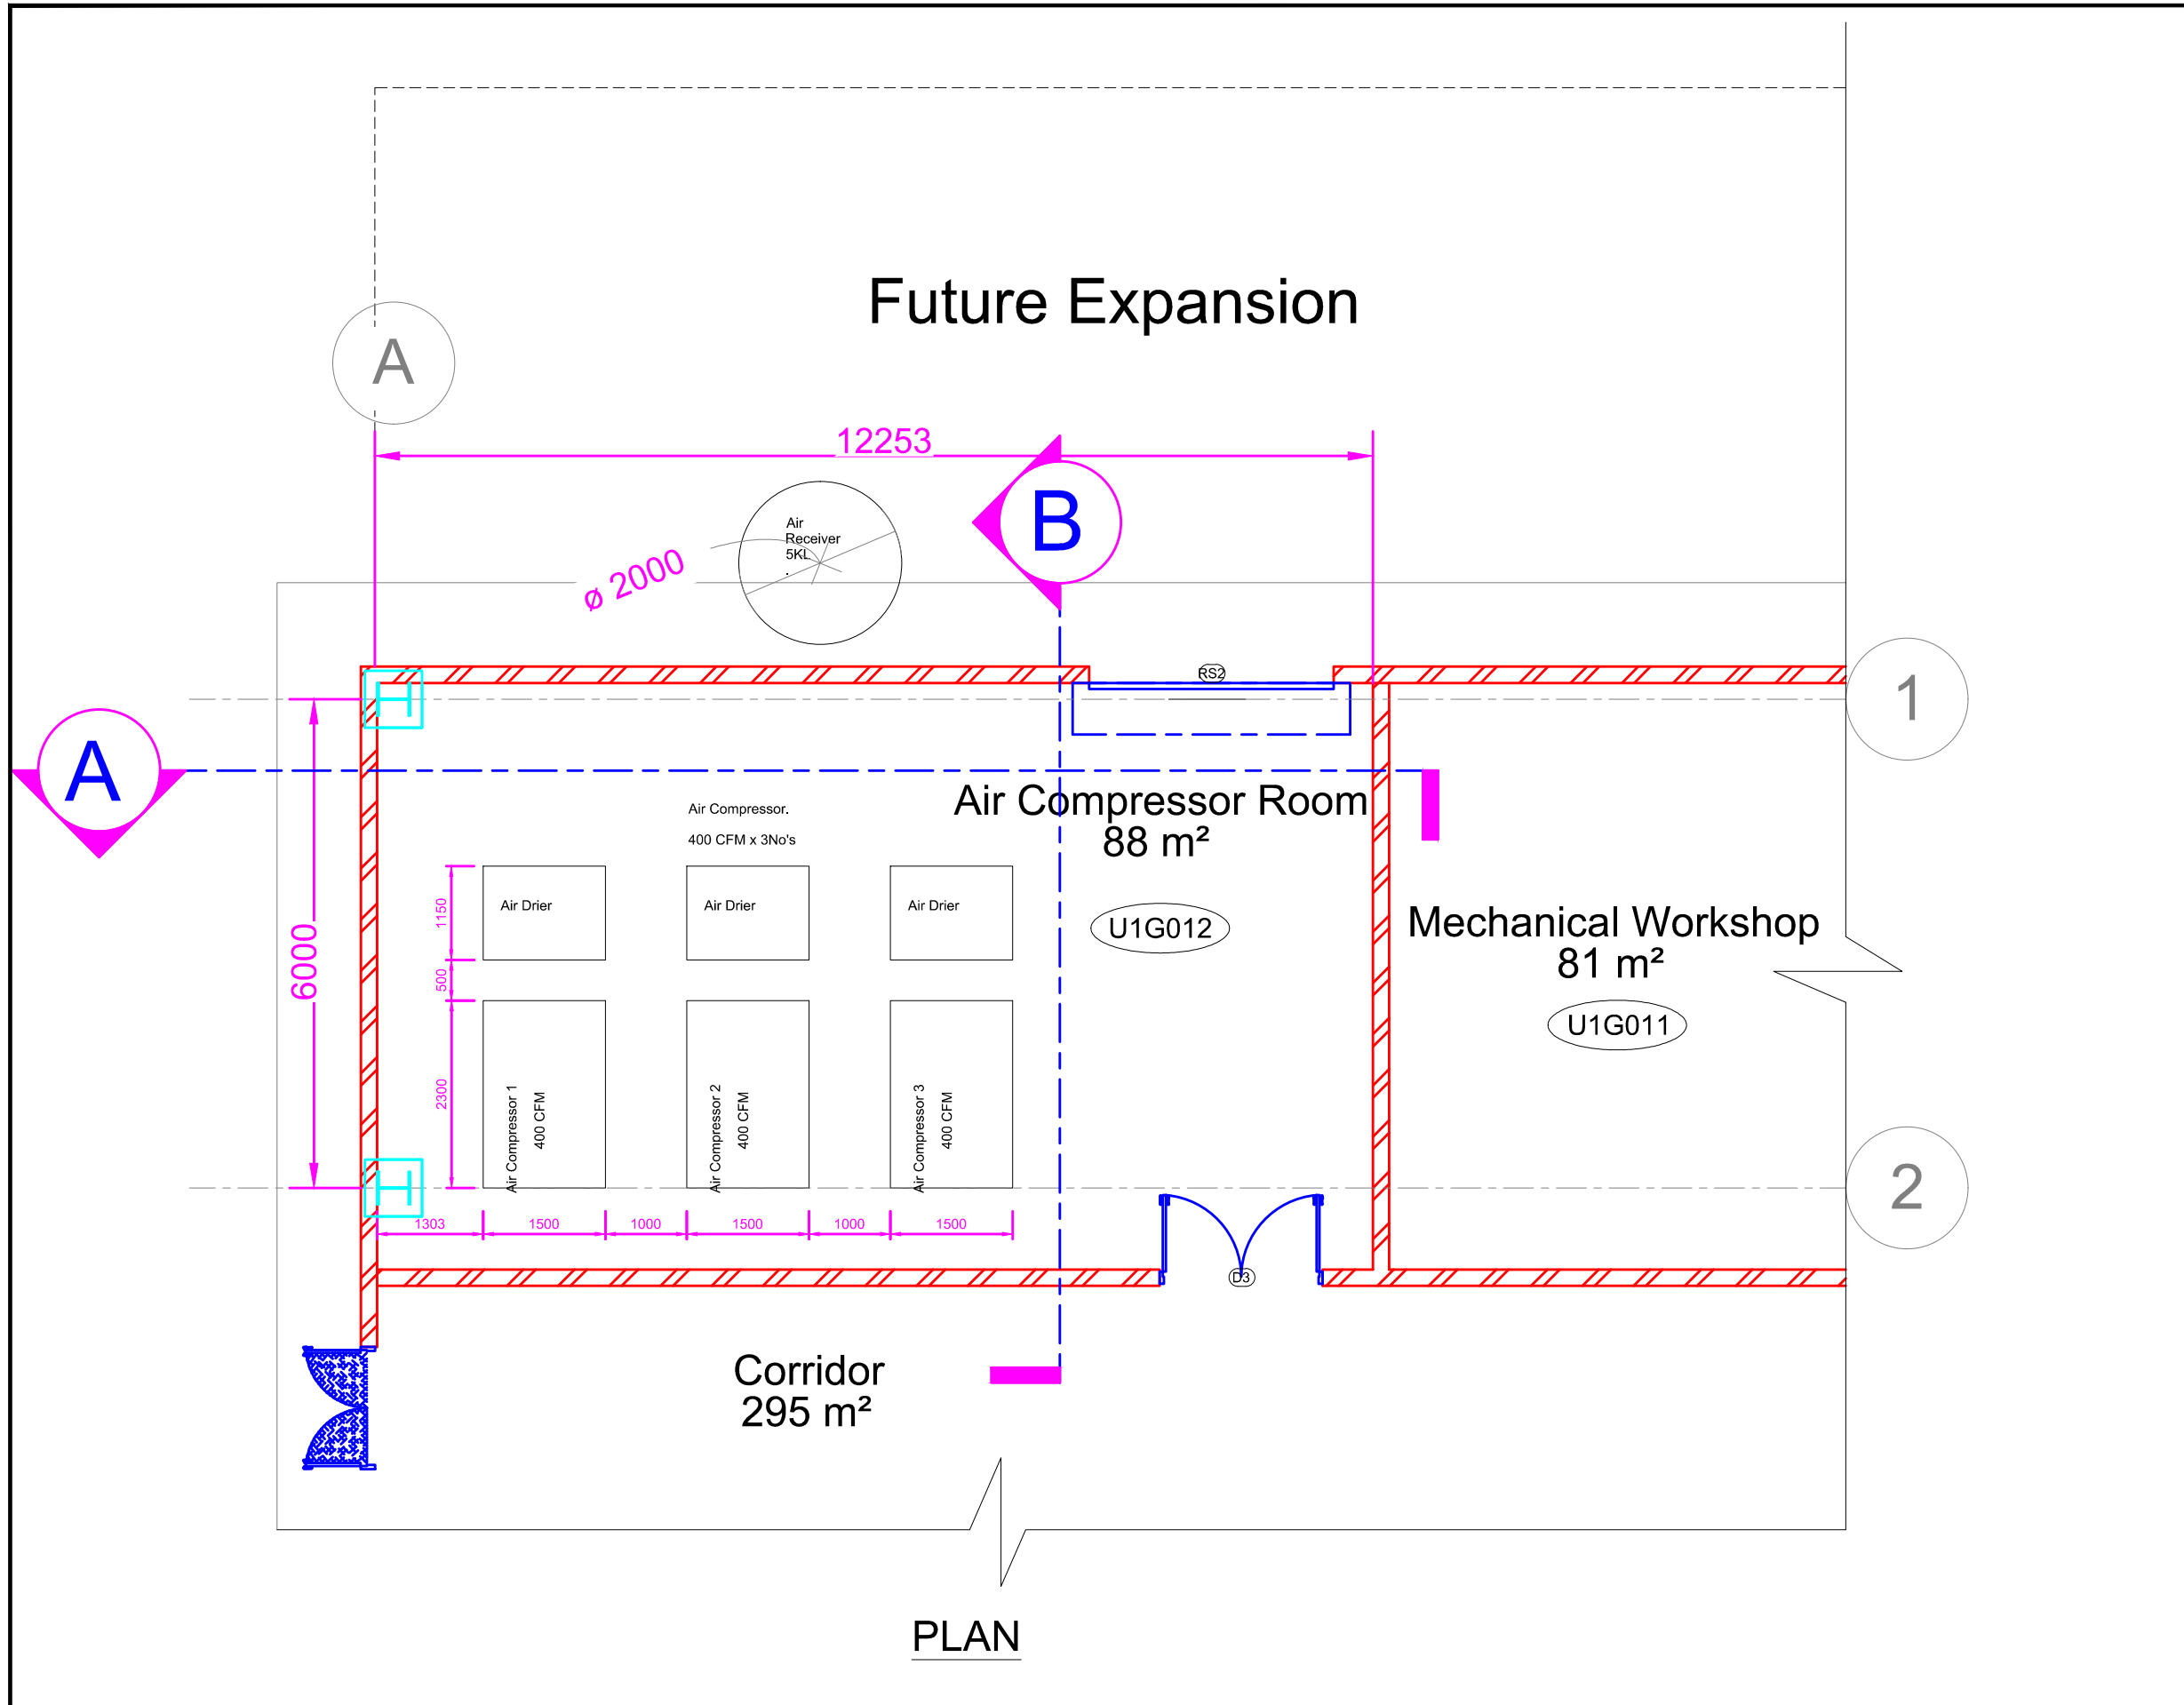 Future Expansion
A
12253
B
Air
Receiver
5KL
.
ø 2000
RS2
1
A
Air Compressor.
400 CFM x 3No's
Air Compressor Room
88 m²
U1G012
Mechanical Workshop
81 m²
U1G011
Air Drier
Air Drier
Air Drier
1150
500
2300
6000
Air Compressor 1
400 CFM
Air Compressor 2
400 CFM
Air Compressor 3
400 CFM
2
1303
1500
1000
1500
1000
1500
D3
Corridor
295 m²
PLAN